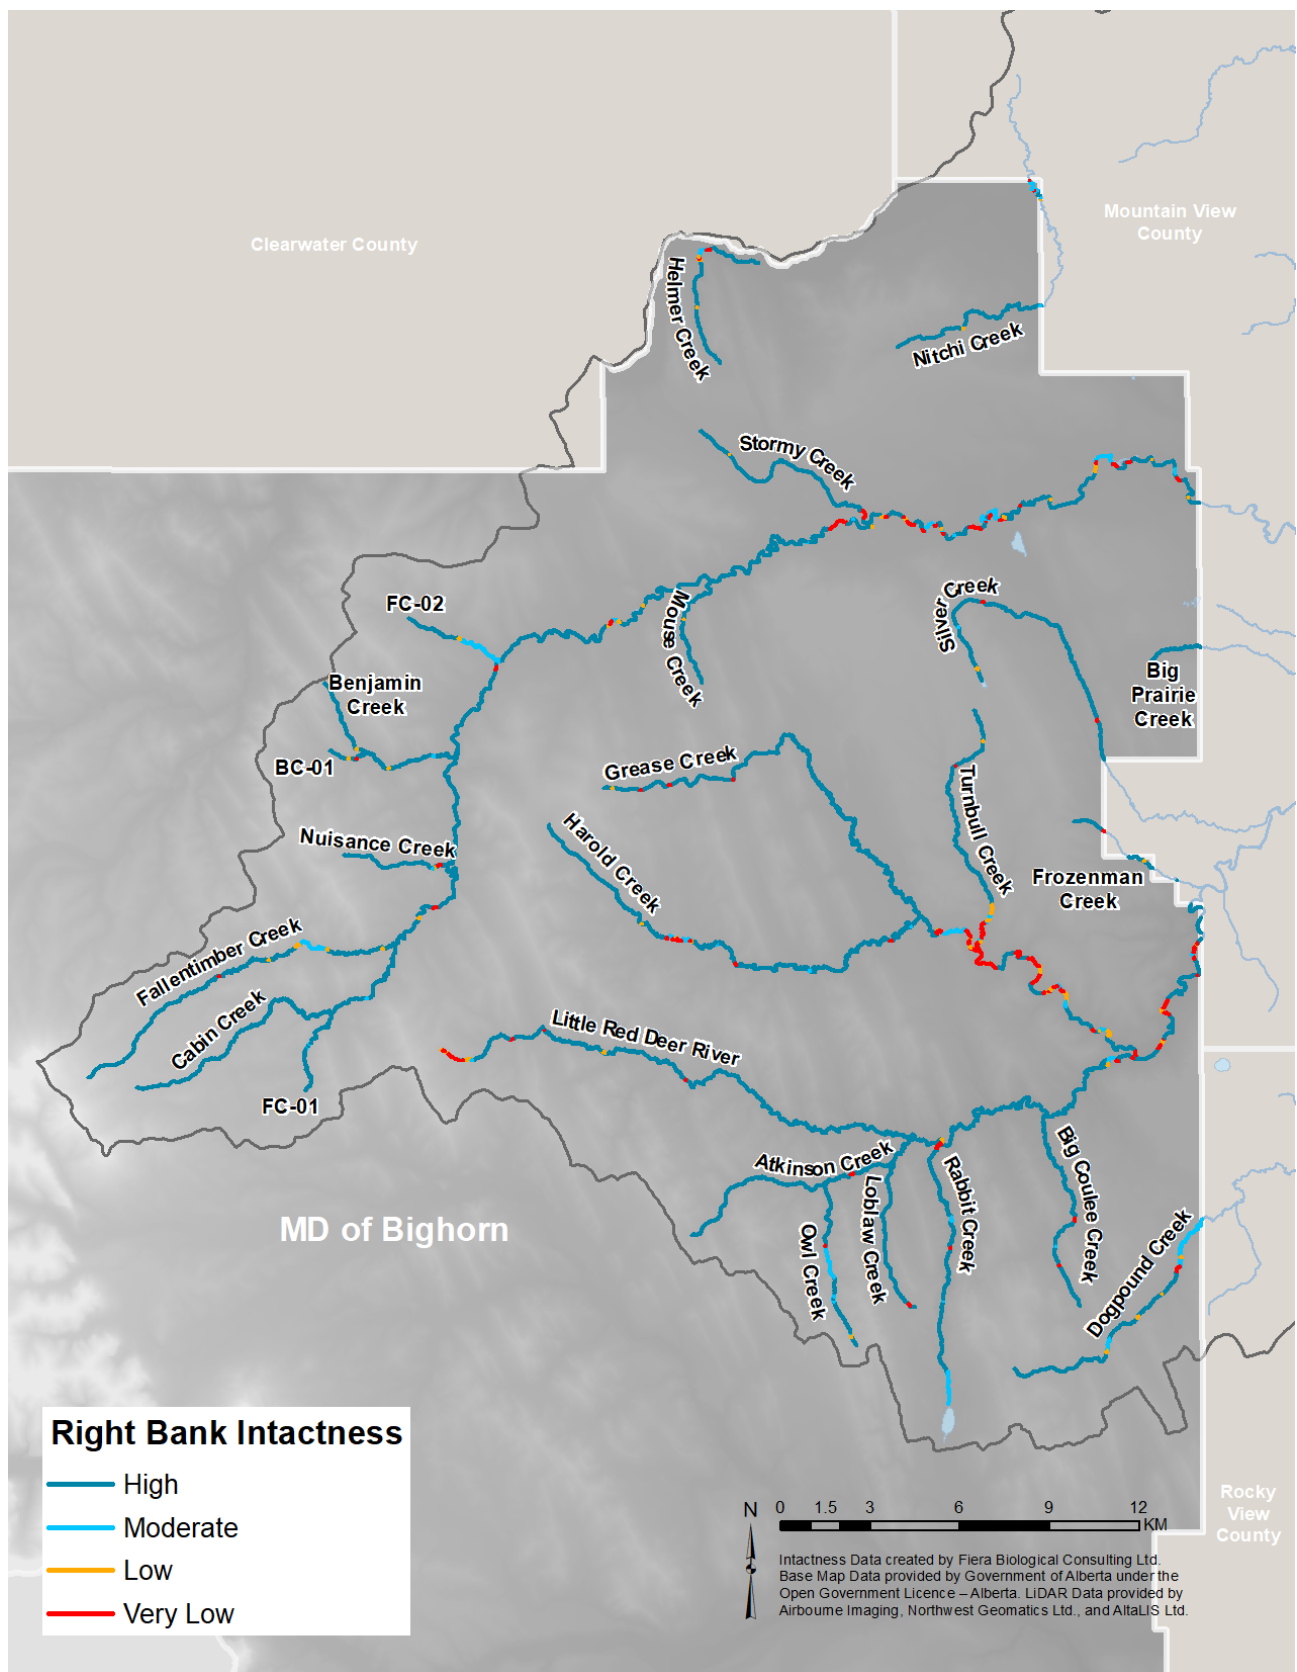 Clearwater County
Mountain View
County
Helmer Creek
Nitchi Creek
Stormy Creek
FC-02
Mouse Creek
Silver Creek
Benjamin
Creek
Big
Prairie
Creek
BC-01
Grease Creek
Turnbull Creek
Harold Creek
Nuisance Creek
Frozenman
Creek
Fallentimber Creek
Cabin Creek
Little Red Deer River
FC-01
Atkinson Creek
Big Coulee Creek
Rabbit Creek
Loblaw Creek
Owl Creek
Dogpound Creek
MD of Bighorn
Right Bank Intactness
High
Moderate
Low
Very Low
Rocky
View
County
N
0 1.5 3 6 9 12
KM
Intactness Data created by Fiera Biological Consulting Ltd.
Base Map Data provided by Government of Alberta under the
Open Government Licence – Alberta. LiDAR Data provided by
Airbourne Imaging, Northwest Geomatics Ltd., and AltaLIS Ltd.